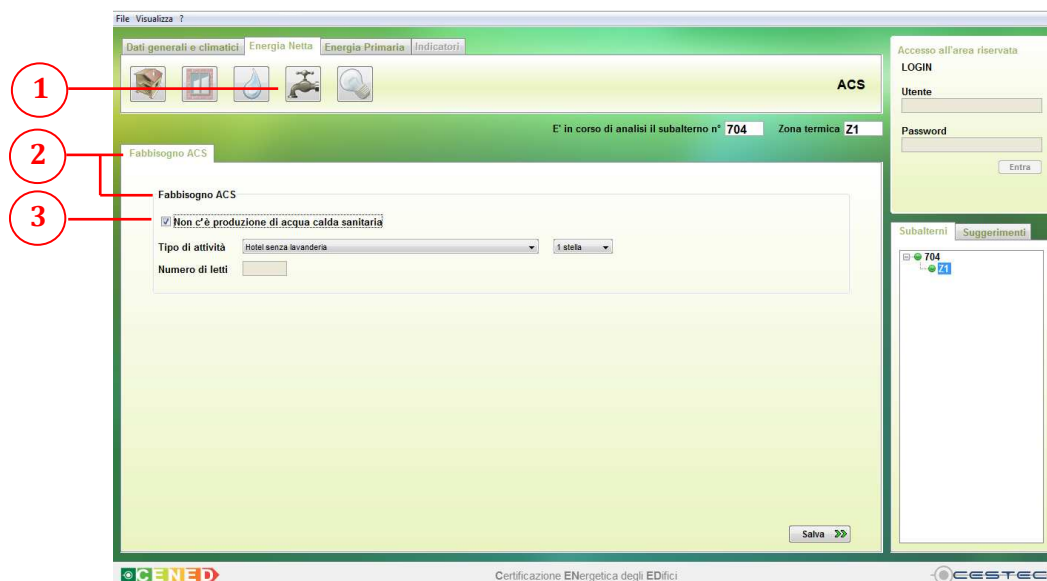 File Visualizza ?
Dati generali e climatici Energia Netta Energia Primaria Indicatori
ACS
E' in corso di analisi il subalterno n° 704 Zona termica Z1
1
2
3
Fabbisogno ACS
Fabbisogno ACS
Non c'è produzione di acqua calda sanitaria
Tipo di attività Hotel senza lavanderia 1 stella
Numero di letti
Salva
Accesso all'area riservata
LOGIN
Utente
Password
Entra
Subalterni Suggerimenti
704
Z1
CENED Certificazione ENergetica degli EDifici CESTEC